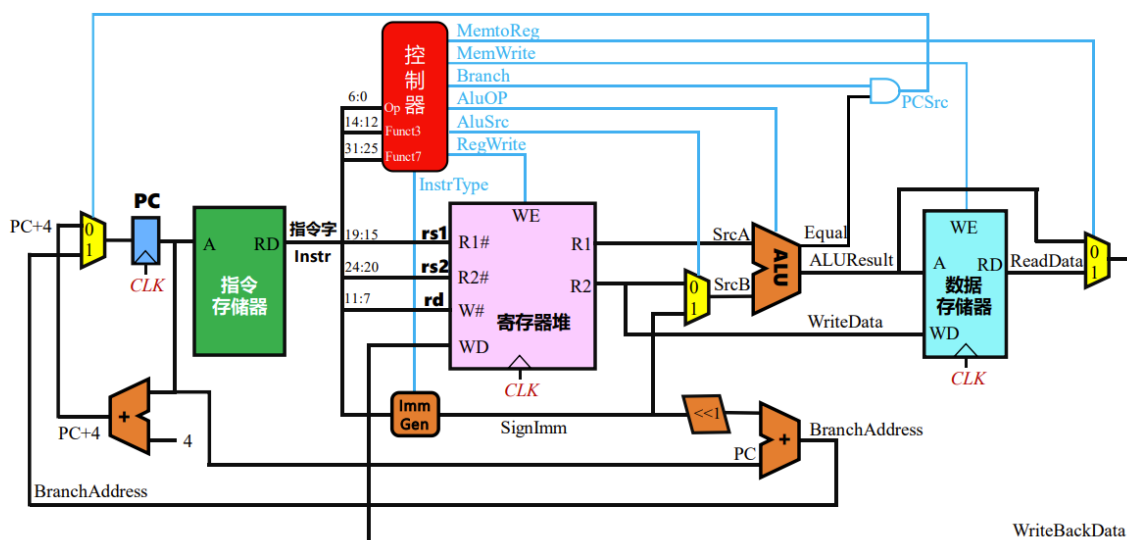 控制器
MemtoReg
MemWrite
Branch
PCSrc
AluOP
AluSrc
RegWrite
InstrType
6:0
Op
14:12
Funct3
31:25
Funct7
PC+4
0
1
PC
CLK
A
RD
指令
存储器
指令字
Instr
19:15
rs1
24:20
rs2
11:7
rd
WE
R1#
R1
R2#
R2
W#
寄存器堆
WD
CLK
SrcA
0
1
SrcB
ALU
Equal
ALUResult
WriteData
WE
A
RD
数据
存储器
WD
CLK
ReadData
0
1
Imm
Gen
SignImm
<<1
+
PC
BranchAddress
+
PC+4
4
BranchAddress
WriteBackData